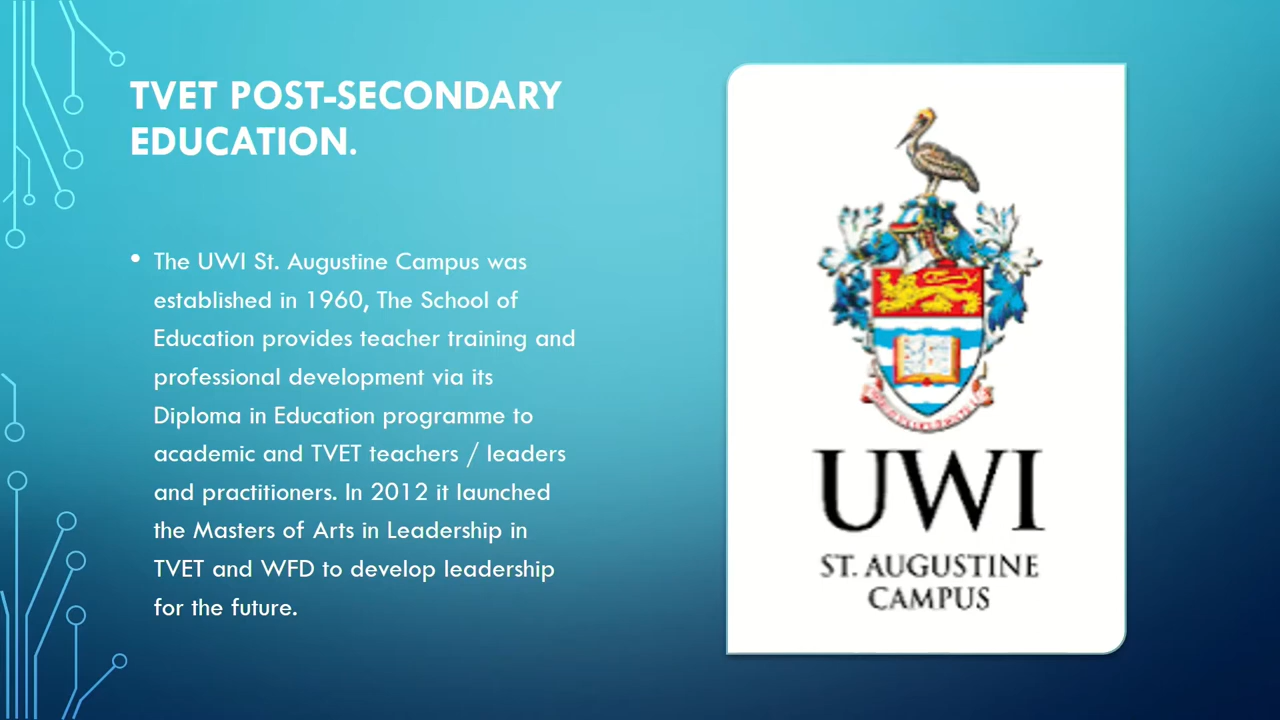 TVET POST-SECONDARY
EDUCATION.
• The UWI St. Augustine Campus was
established in 1960, The School of
Education provides teacher training and
professional development via its
Diploma in Education programme to
academic and TVET teachers / leaders
and practitioners. In 2012 it launched
the Masters of Arts in Leadership in
TVET and WFD to develop leadership
for the future.
UWI
ST. AUGUSTINE
CAMPUS